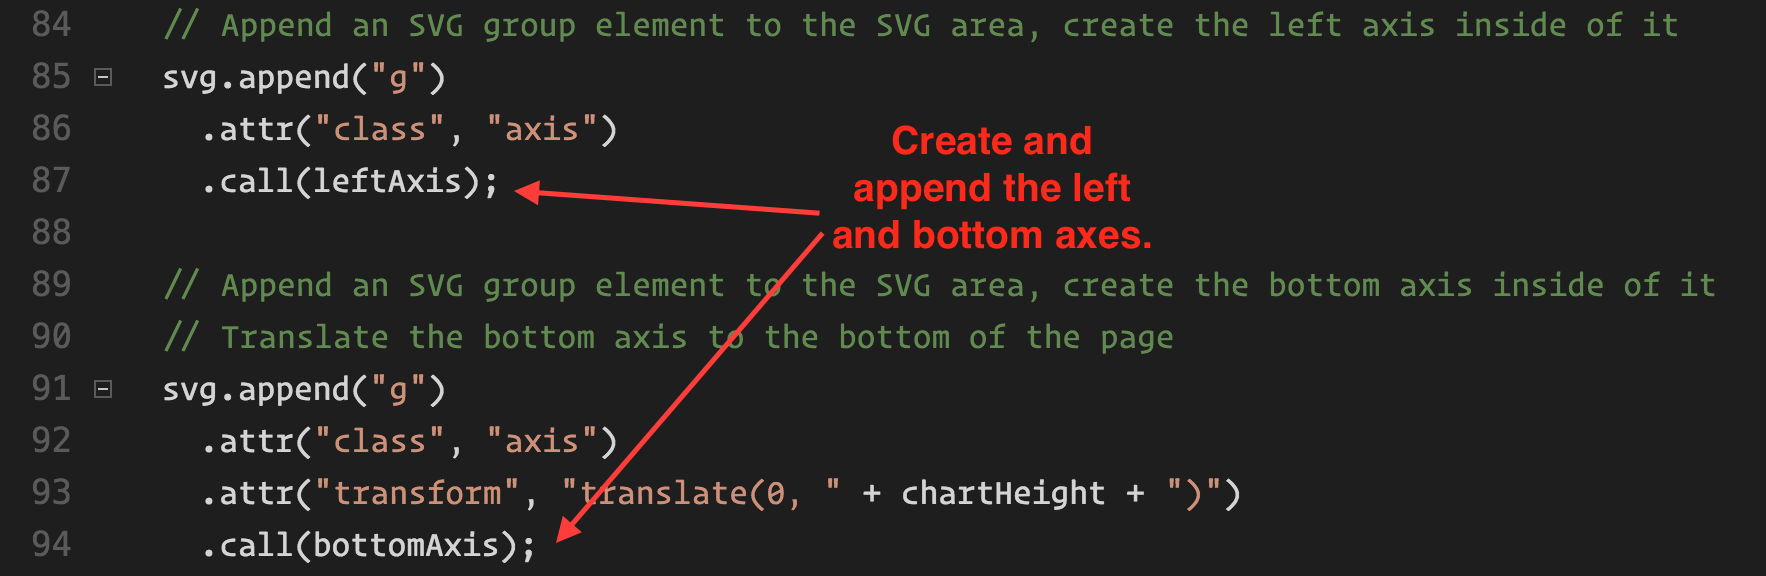 84 // Append an SVG group element to the SVG area, create the left axis inside of it
85 svg.append("g")
86 .attr("class", "axis")
87 .call(leftAxis);
88
89 // Append an SVG group element to the SVG area, create the bottom axis inside of it
90 // Translate the bottom axis to the bottom of the page
91 svg.append("g")
92 .attr("class", "axis")
93 .attr("transform", "translate(0, " + chartHeight + ")")
94 .call(bottomAxis);
Create and
append the left
and bottom axes.